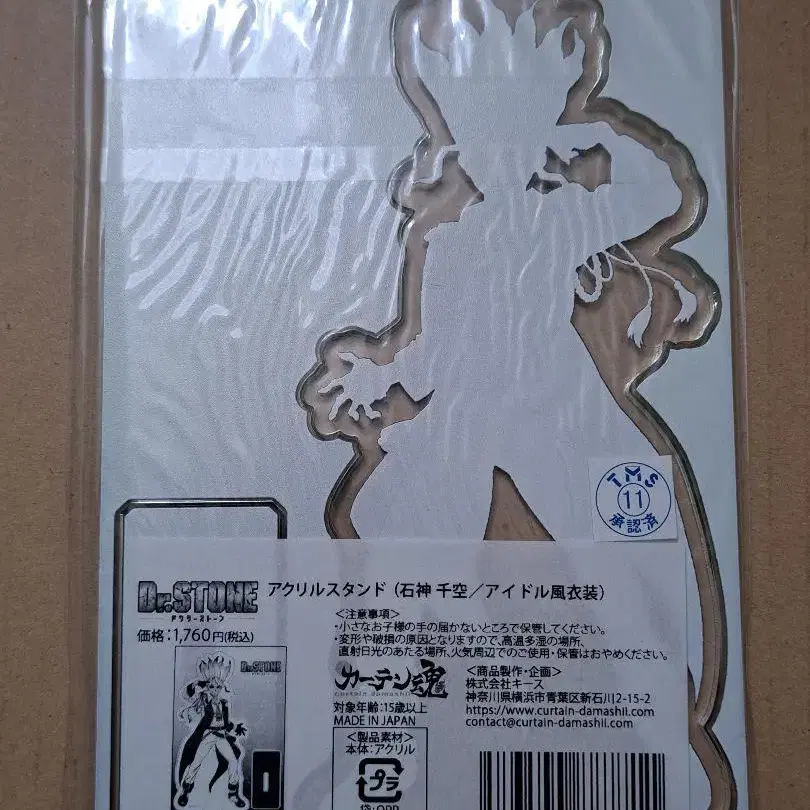 TMS
11
承認済
Dr.STONE
ドクターストーン
アクリルスタンド（石神 千空／アイドル風衣装）
価格：1,760円(税込)
＜注意事項＞
・小さなお子様の手の届かないところで保管してください。
・変形や破損の原因となりますので、高温多湿の場所、
直射日光のあたる場所、火気周辺でのご使用・保管はおやめください。
Dr.STONE
カーテン魂
curtain damashii
対象年齢：15歳以上
MADE IN JAPAN
＜商品製作・企画＞
株式会社キース
神奈川県横浜市青葉区新石川2-15-2
https://www.curtain-damashii.com/
contact@curtain-damashii.com
＜製品素材＞
本体：アクリル
プラ
袋：OPP